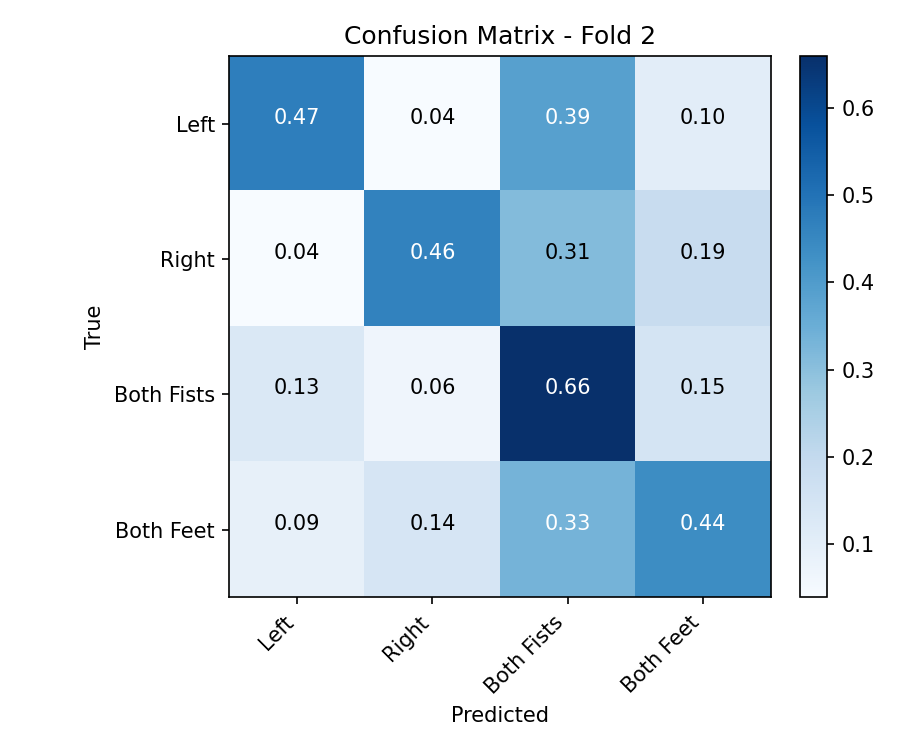 Confusion Matrix - Fold 2
True
Left 0.47 0.04 0.39 0.10
Right 0.04 0.46 0.31 0.19
Both Fists 0.13 0.06 0.66 0.15
Both Feet 0.09 0.14 0.33 0.44
Left Right Both Fists Both Feet
Predicted
0.6
0.5
0.4
0.3
0.2
0.1